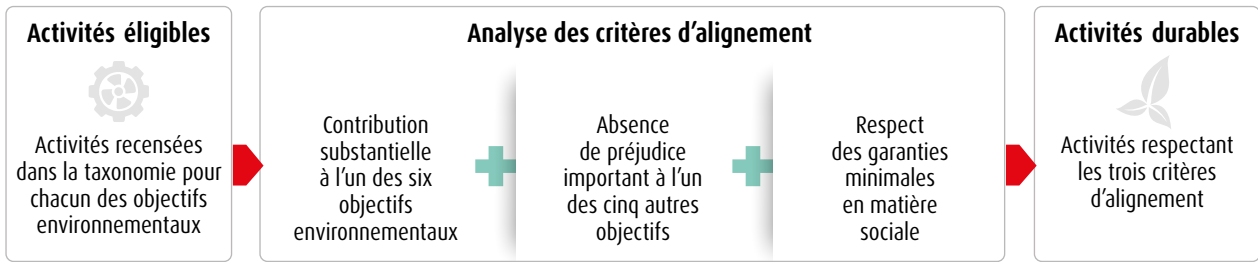 Activités éligibles
Activités recensées
dans la taxonomie pour
chacun des objectifs
environnementaux
Analyse des critères d’alignement
Contribution
substantielle
à l’un des six
objectifs
environnementaux
Absence
de préjudice
important à l’un
des cinq autres
objectifs
Respect
des garanties
minimales
en matière
sociale
Activités durables
Activités respectant
les trois critères
d’alignement